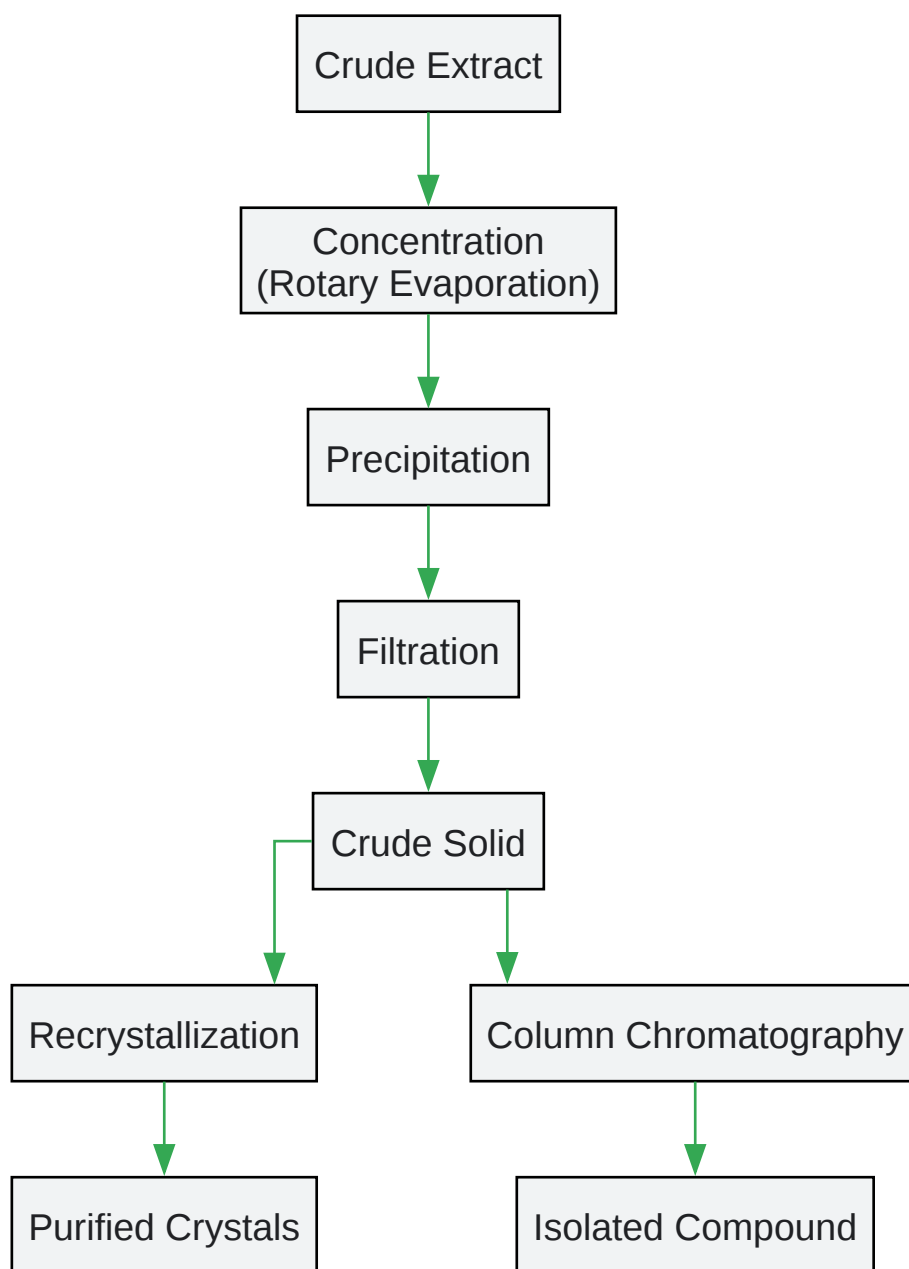 Crude Extract
Concentration
(Rotary Evaporation)
Precipitation
Filtration
Crude Solid
Recrystallization
Column Chromatography
Purified Crystals
Isolated Compound